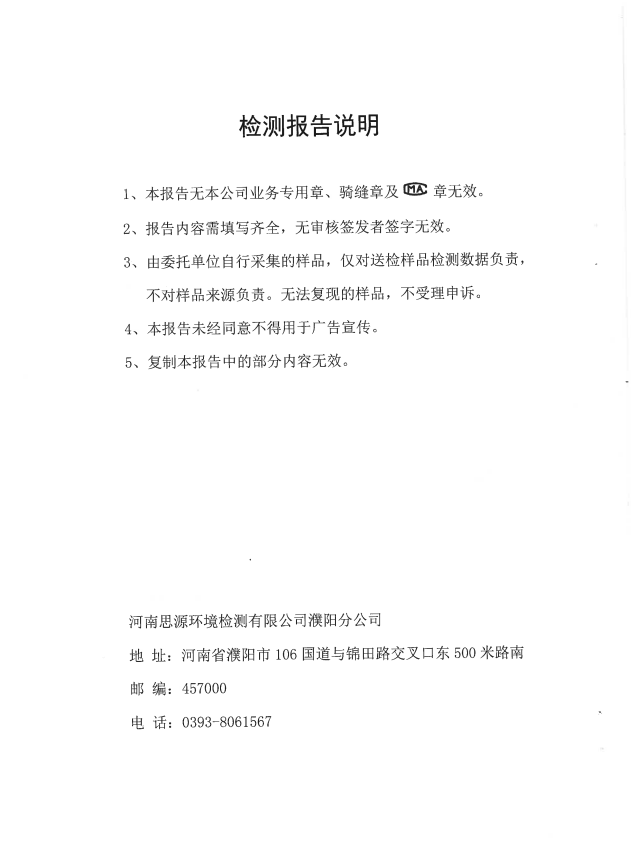 检测报告说明
1、本报告无本公司业务专用章、骑缝章及 CMA 章无效。
2、报告内容需填写齐全，无审核签发者签字无效。
3、由委托单位自行采集的样品，仅对送检样品检测数据负责，
不对样品来源负责。无法复现的样品，不受理申诉。
4、本报告未经同意不得用于广告宣传。
5、复制本报告中的部分内容无效。
河南思源环境检测有限公司濮阳分公司
地 址：河南省濮阳市 106 国道与锦田路交叉口东 500 米路南
邮 编：457000
电 话：0393-8061567